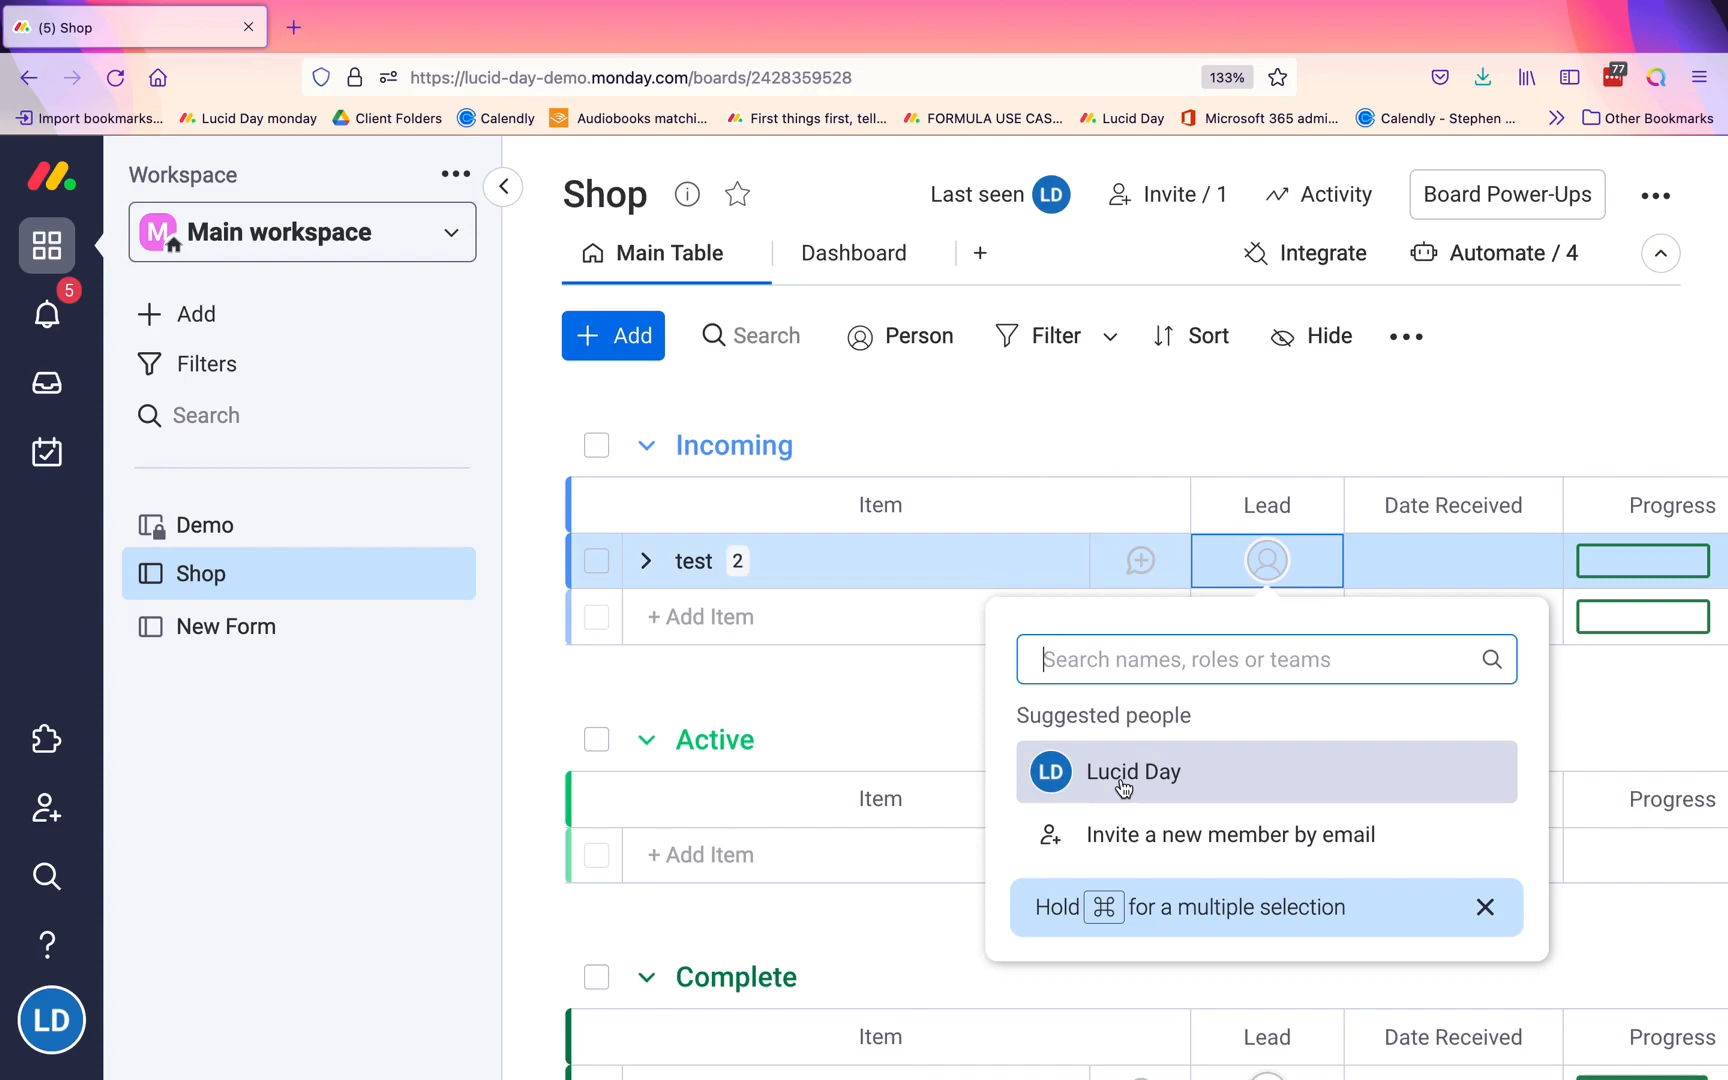 (5) Shop
https://lucid-day-demo.monday.com/boards/2428359528
133%
77
Import bookmarks...
Lucid Day monday
Client Folders
Calendly
Audiobooks matchi...
First things first, tell...
FORMULA USE CAS...
Lucid Day
Microsoft 365 admi...
Calendly - Stephen ...
Other Bookmarks
5
LD
Workspace
M
Main workspace
Add
Filters
Search
Demo
Shop
New Form
Shop
Last seen LD
Invite / 1
Activity
Board Power-Ups
Main Table
Dashboard
Integrate
Automate / 4
Add
Search
Person
Filter
Sort
Hide
Incoming
Item
Lead
Date Received
Progress
test 2
+ Add Item
Search names, roles or teams
Suggested people
LD Lucid Day
Invite a new member by email
Hold ⌘ for a multiple selection
Active
Item
Progress
+ Add Item
Complete
Item
Lead
Date Received
Progress